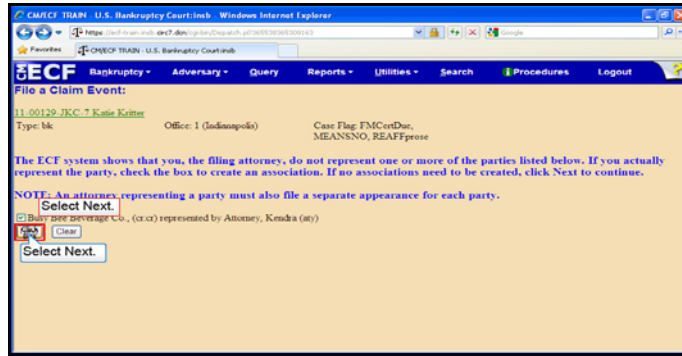 CM/ECF TRAIN - U.S. Bankruptcy Court:insb - Windows Internet Explorer
Google
Favorites CM/ECF TRAIN - U.S. Bankruptcy Court:insb
ECF Bankruptcy Adversary Query Reports Utilities Search Procedures Logout
File a Claim Event:
11-00129-JKC-7 Katie Kritter
Type: bk Office: 1 (Indianapolis) Case Flag: FMCertDue,
MEANSNO, REAFFprose
The ECF system shows that you, the filing attorney, do not represent one or more of the parties listed below. If you actually
represent the party, check the box to create an association. If no associations need to be created, click Next to continue.
NOTE: An attorney representing a party must also file a separate appearance for each party.
Select Next.
Busy Bee Beverage Co., (cr.cr) represented by Attorney, Kendra (aty)
Clear
Select Next.